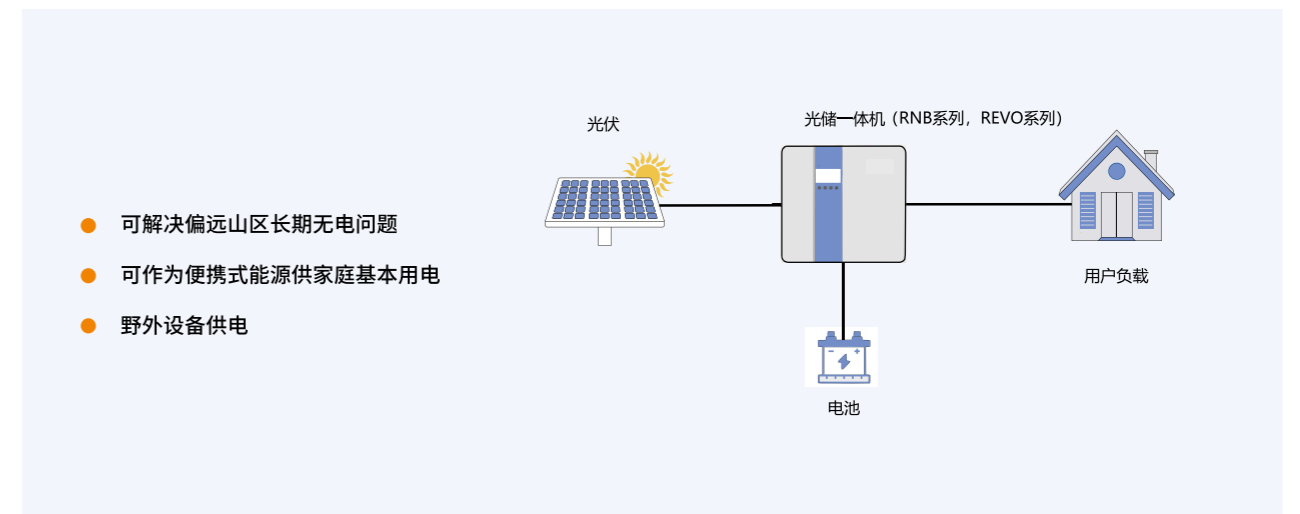 光伏
光储一体机（RNB系列，REVO系列）
可解决偏远山区长期无电问题
可作为便携式能源供家庭基本用电
野外设备供电
用户负载
电池